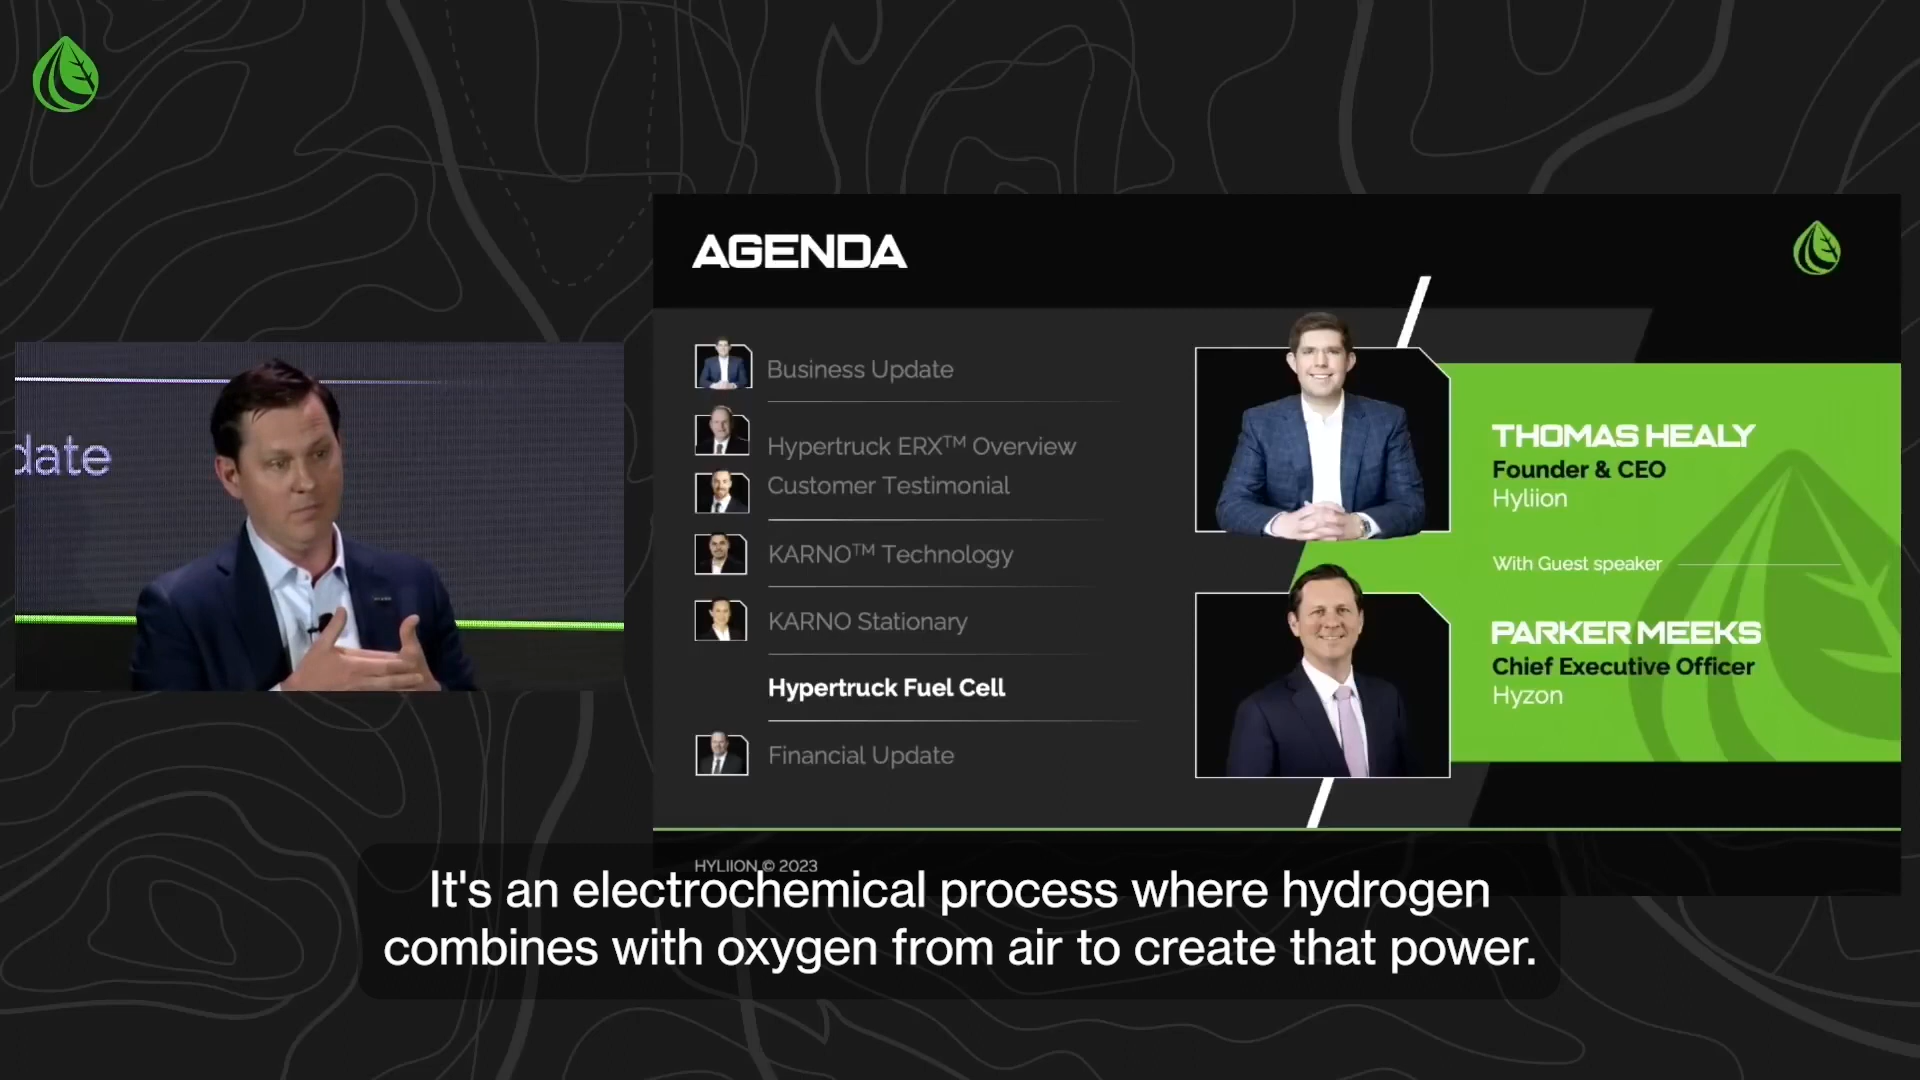 date
AGENDA
Business Update
Hypertruck ERX™ Overview
Customer Testimonial
KARNO™ Technology
KARNO Stationary
Hypertruck Fuel Cell
Financial Update
THOMAS HEALY
Founder & CEO
Hyliion
With Guest speaker
PARKER MEEKS
Chief Executive Officer
Hyzon
HYLIION © 2023
It's an electrochemical process where hydrogen
combines with oxygen from air to create that power.